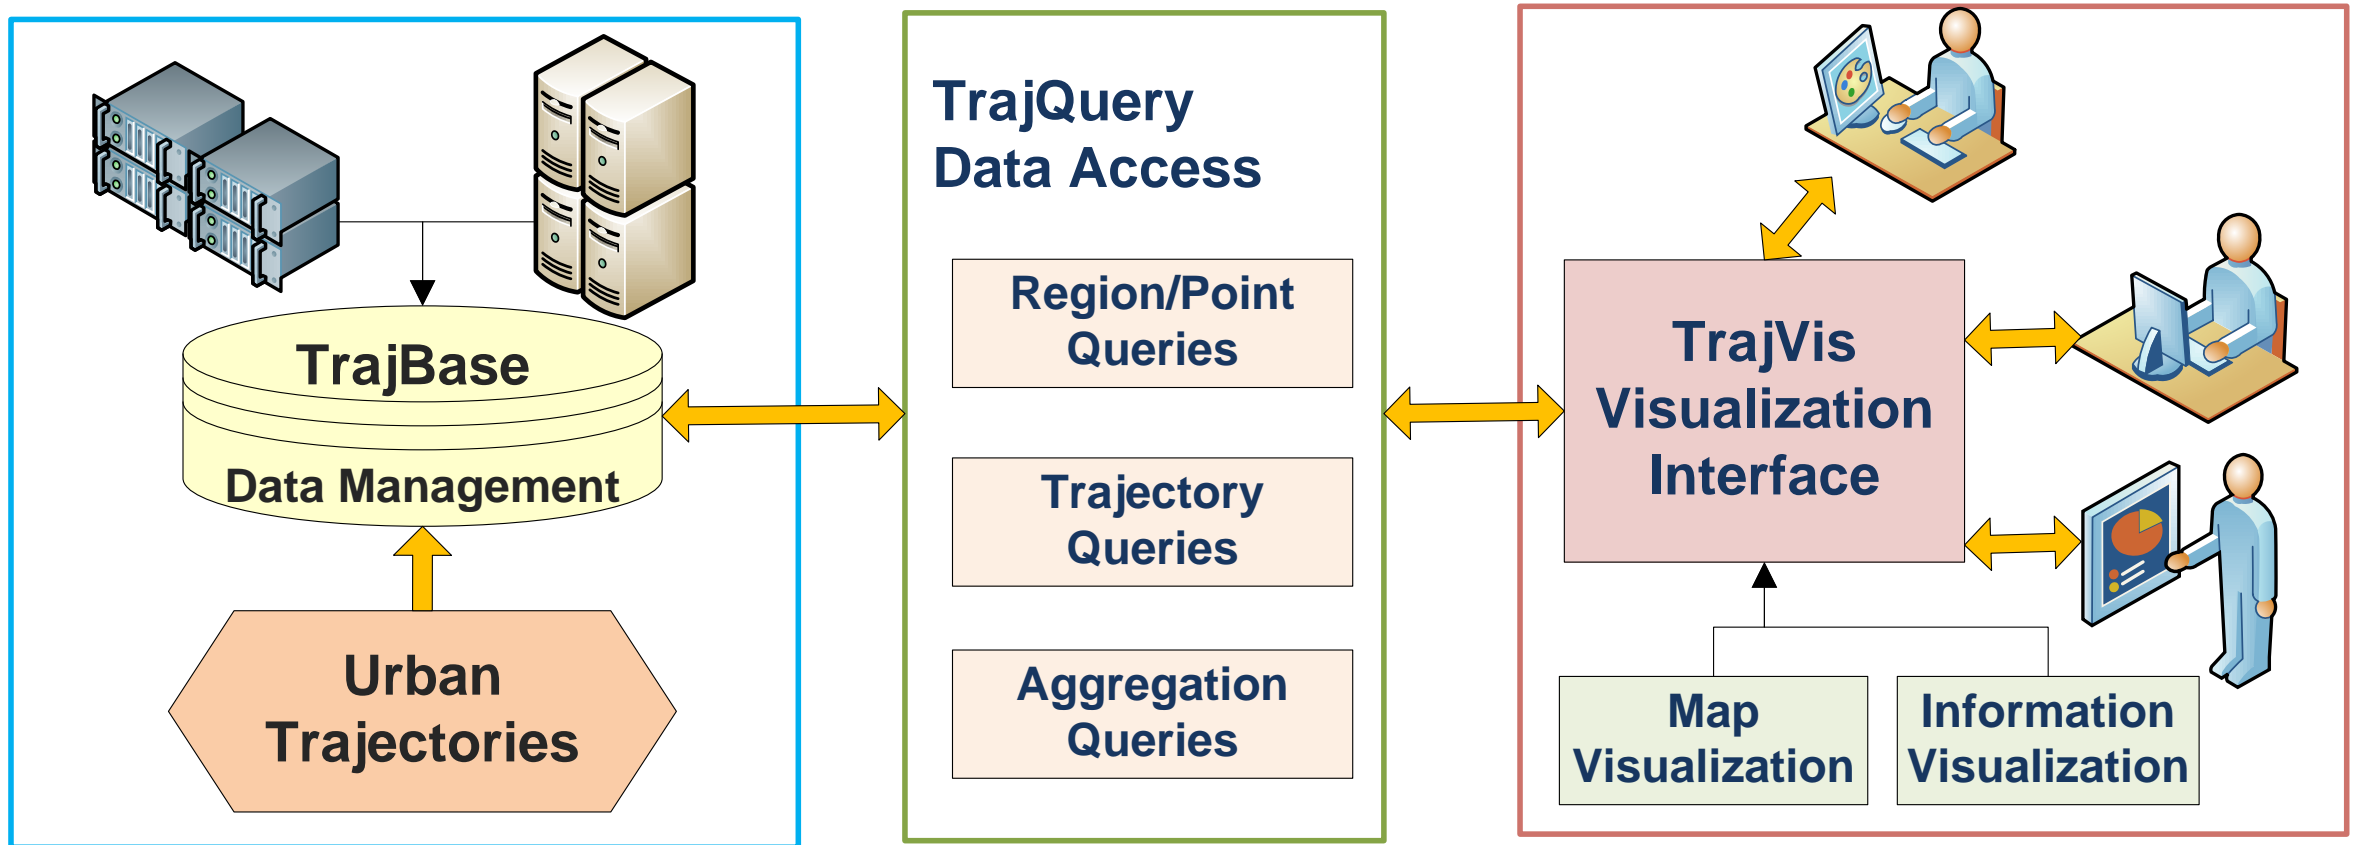 TrajBase
Data Management
Urban
Trajectories
TrajQuery
Data Access
Region/Point
Queries
Trajectory
Queries
Aggregation
Queries
TrajVis
Visualization
Interface
Map
Visualization
Information
Visualization